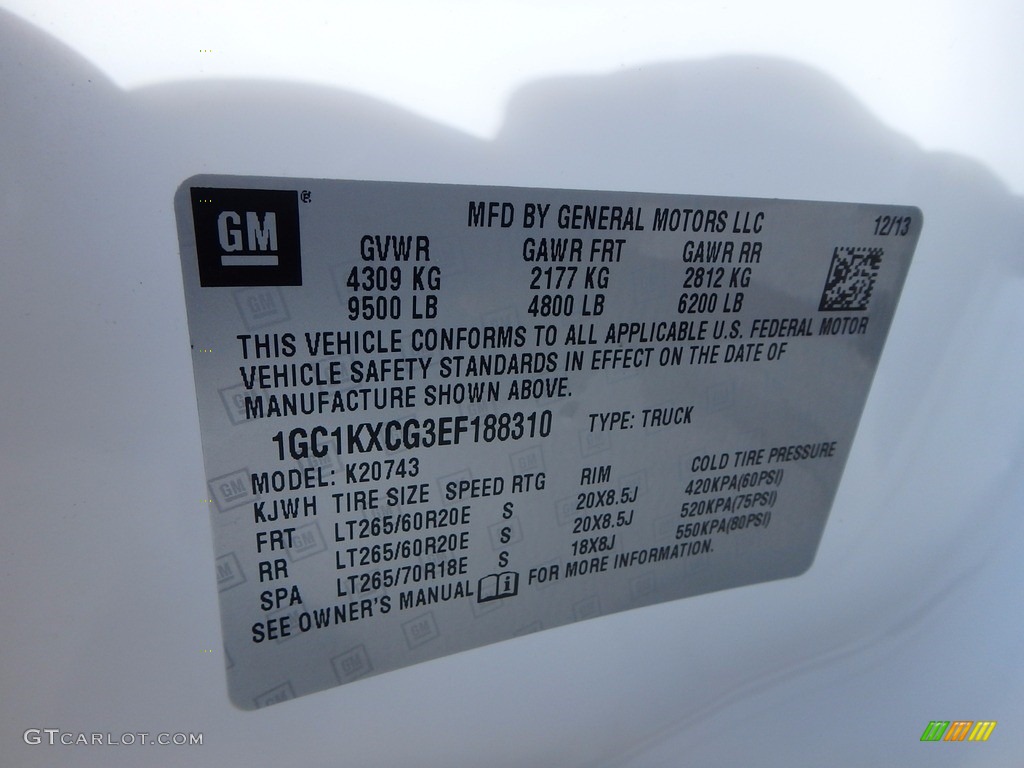 GM
MFD BY GENERAL MOTORS LLC 12/13
GVWR GAWR FRT GAWR RR
4309 KG 2177 KG 2812 KG
9500 LB 4800 LB 6200 LB
THIS VEHICLE CONFORMS TO ALL APPLICABLE U.S. FEDERAL MOTOR
VEHICLE SAFETY STANDARDS IN EFFECT ON THE DATE OF
MANUFACTURE SHOWN ABOVE.
1GC1KXCG3EF188310 TYPE: TRUCK
MODEL: K20743
KJWH TIRE SIZE SPEED RTG RIM COLD TIRE PRESSURE
FRT LT265/60R20E S 20X8.5J 420KPA(60PSI)
RR LT265/60R20E S 20X8.5J 520KPA(75PSI)
SPA LT265/70R18E S 18X8J 550KPA(80PSI)
SEE OWNER'S MANUAL FOR MORE INFORMATION.
GTCARLOT.COM